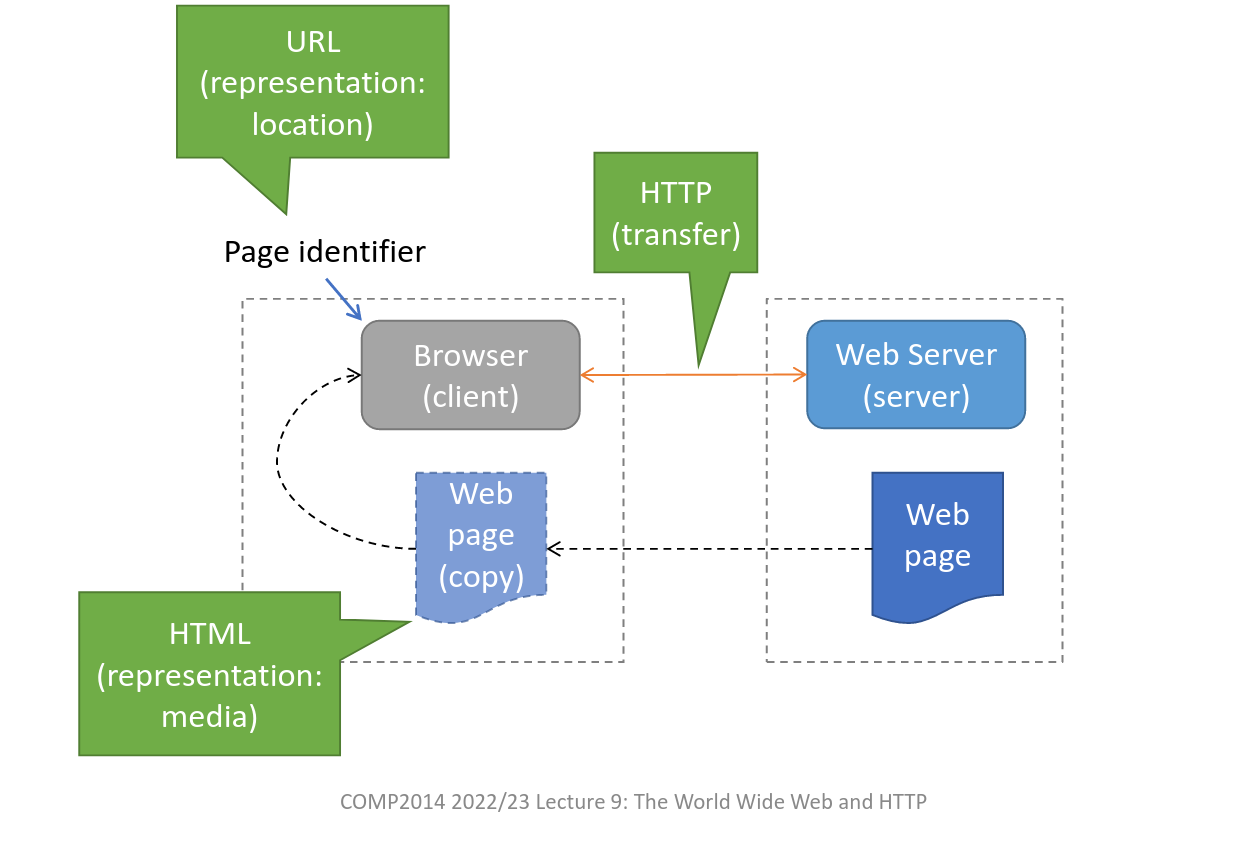 URL
(representation:
location)
HTTP
(transfer)
Page identifier
Browser
(client)
Web Server
(server)
Web
page
(copy)
Web
page
HTML
(representation:
media)
COMP2014 2022/23 Lecture 9: The World Wide Web and HTTP